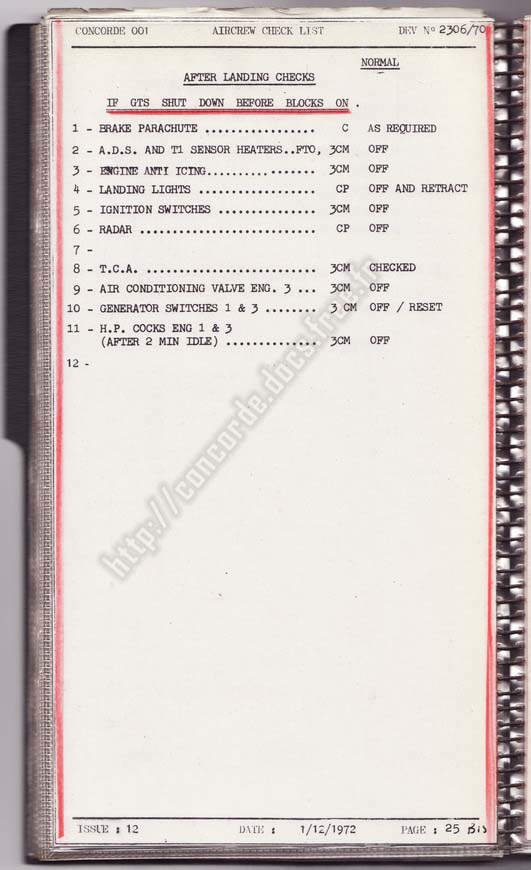 CONCORDE 001 AIRCREW CHECK LIST DEV Nº 2306/70
NORMAL
AFTER LANDING CHECKS
IF GTS SHUT DOWN BEFORE BLOCKS ON .
1 - BRAKE PARACHUTE ................ C AS REQUIRED
2 - A.D.S. AND T1 SENSOR HEATERS..FTO, 3CM OFF
3 - ENGINE ANTI ICING................. 3CM OFF
4 - LANDING LIGHTS ................. CP OFF AND RETRACT
5 - IGNITION SWITCHES .............. 3CM OFF
6 - RADAR .......................... CP OFF
7 -
8 - T.C.A. ......................... 3CM CHECKED
9 - AIR CONDITIONING VALVE ENG. 3 ... 3CM OFF
10 - GENERATOR SWITCHES 1 & 3 ........ 3 CM OFF / RESET
11 - H.P. COCKS ENG 1 & 3
(AFTER 2 MIN IDLE) .............. 3CM OFF
12 -
http://concorde.docs.free.fr
ISSUE : 12 DATE : 1/12/1972 PAGE : 25 Bis